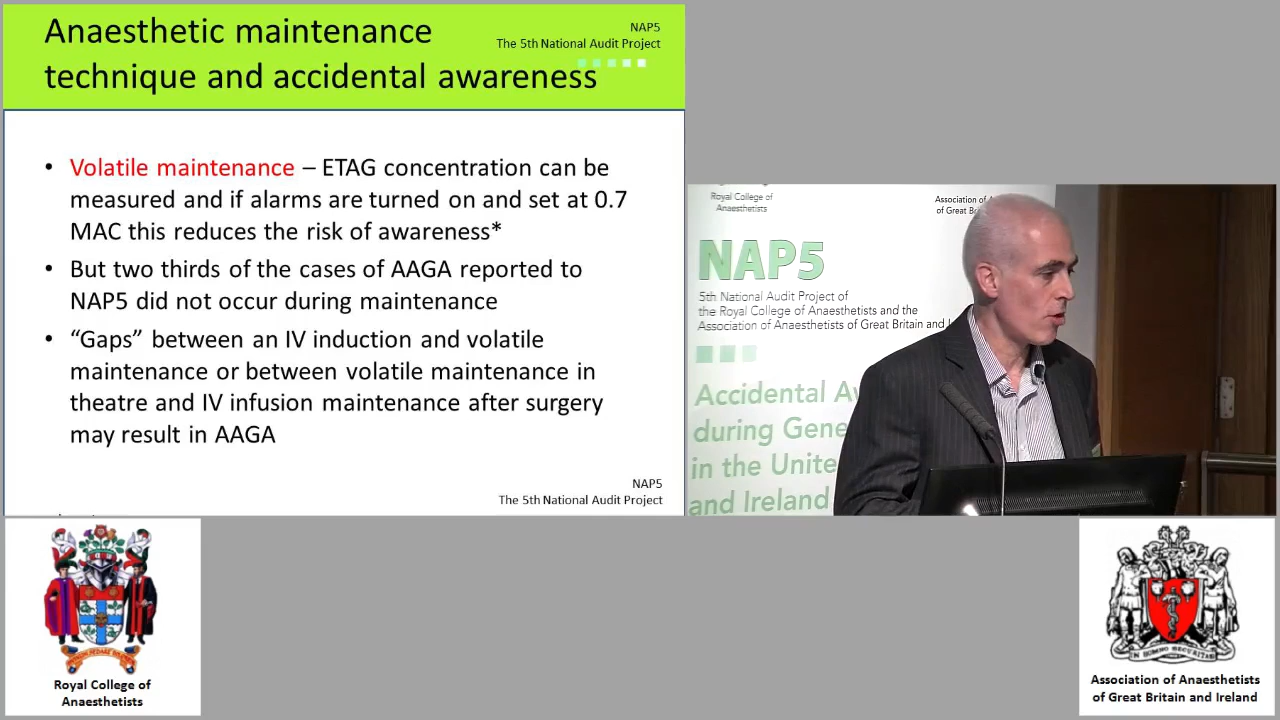 Anaesthetic maintenance
technique and accidental awareness
NAP5
The 5th National Audit Project
• Volatile maintenance – ETAG concentration can be
measured and if alarms are turned on and set at 0.7
MAC this reduces the risk of awareness*
• But two thirds of the cases of AAGA reported to
NAP5 did not occur during maintenance
• “Gaps” between an IV induction and volatile
maintenance or between volatile maintenance in
theatre and IV infusion maintenance after surgery
may result in AAGA
NAP5
The 5th National Audit Project
Royal College of
Anaesthetists
Association of
of Great Britain
NAP5
5th National Audit Project of
the Royal College of Anaesthetists and the
Association of Anaesthetists of Great Britain and
Accidental
during Gene
in the Unite
and Ireland
Royal College of
Anaesthetists
Association of Anaesthetists
of Great Britain and Ireland